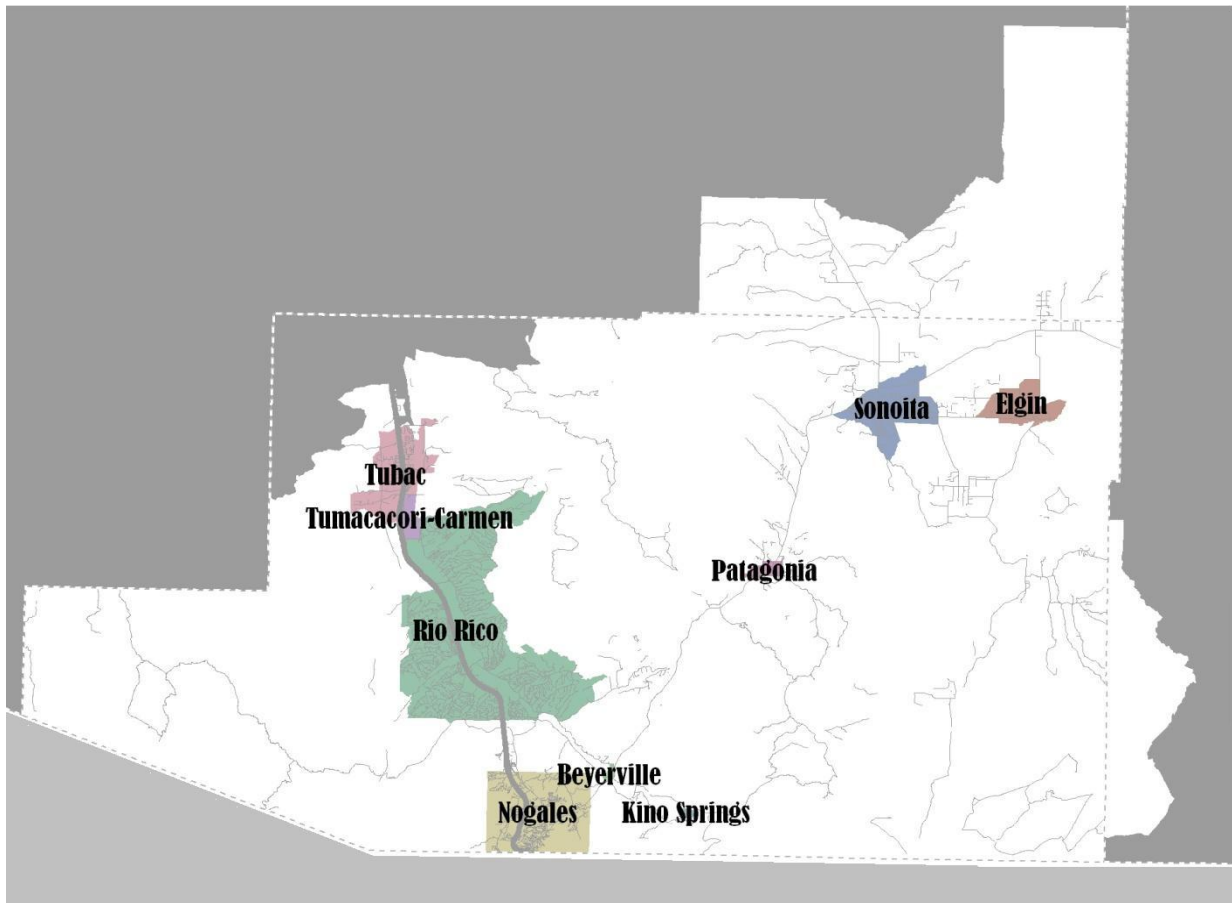 Sonoita
Elgin
Tubac
Tumacacori-Carmen
Patagonia
Rio Rico
Beyerville
Nogales
Kino Springs